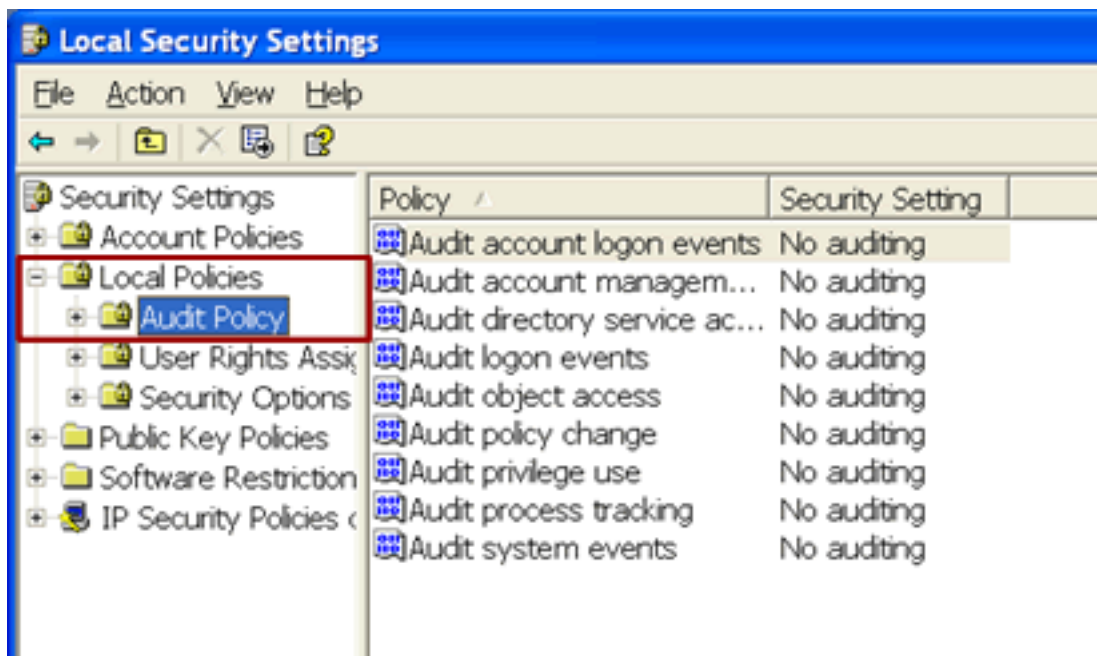 Local Security Settings
File Action View Help
Security Settings
Account Policies
Local Policies
Audit Policy
User Rights Assig
Security Options
Public Key Policies
Software Restriction
IP Security Policies
Policy Security Setting
Audit account logon events No auditing
Audit account managem... No auditing
Audit directory service ac... No auditing
Audit logon events No auditing
Audit object access No auditing
Audit policy change No auditing
Audit privilege use No auditing
Audit process tracking No auditing
Audit system events No auditing